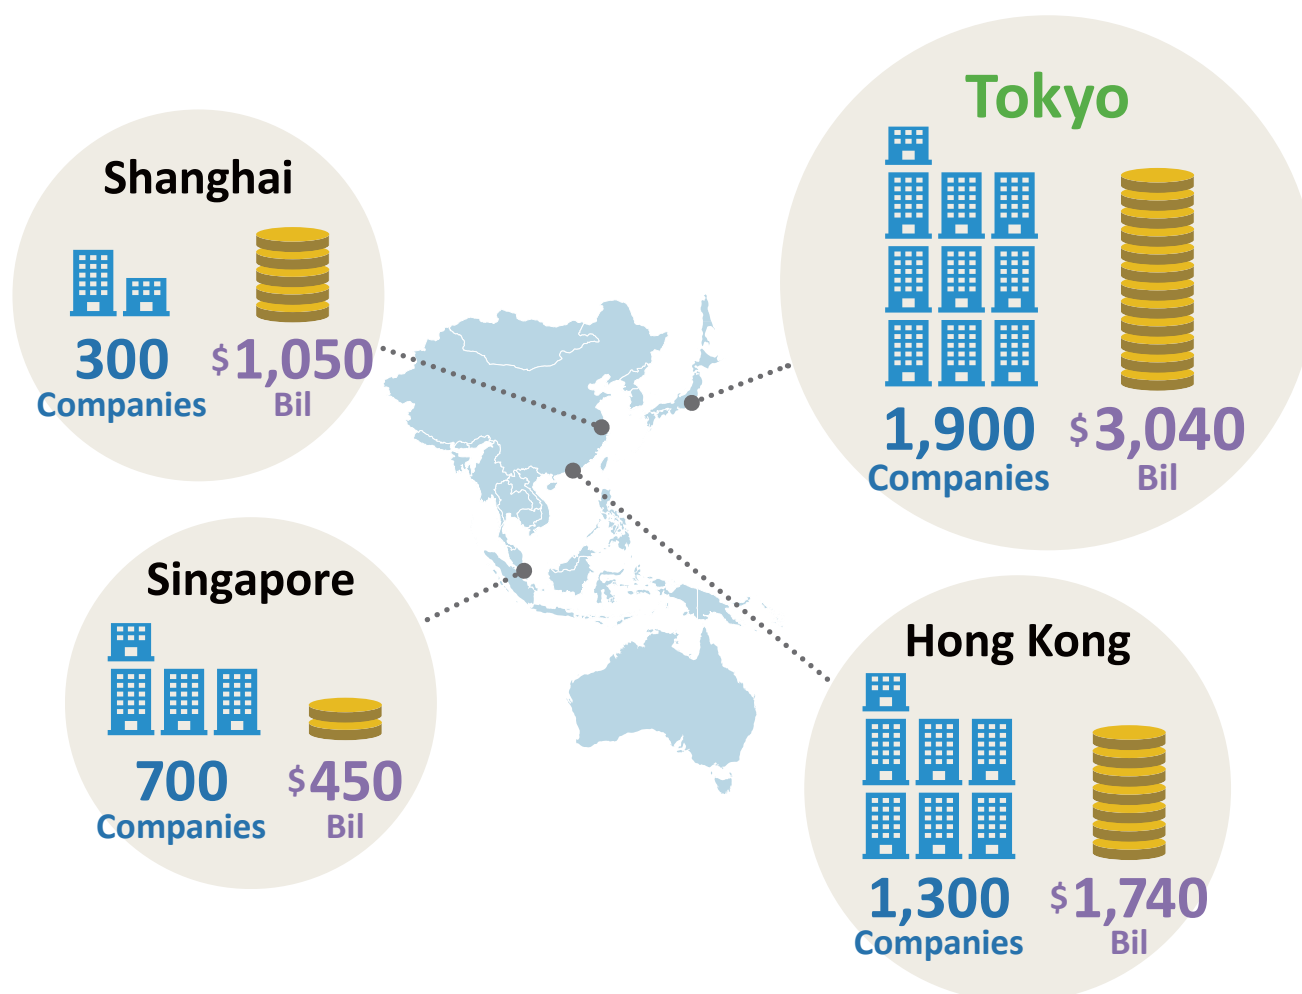 Tokyo
1,900
Companies
$3,040
Bil
Shanghai
300
Companies
$1,050
Bil
Singapore
700
Companies
$450
Bil
Hong Kong
1,300
Companies
$1,740
Bil